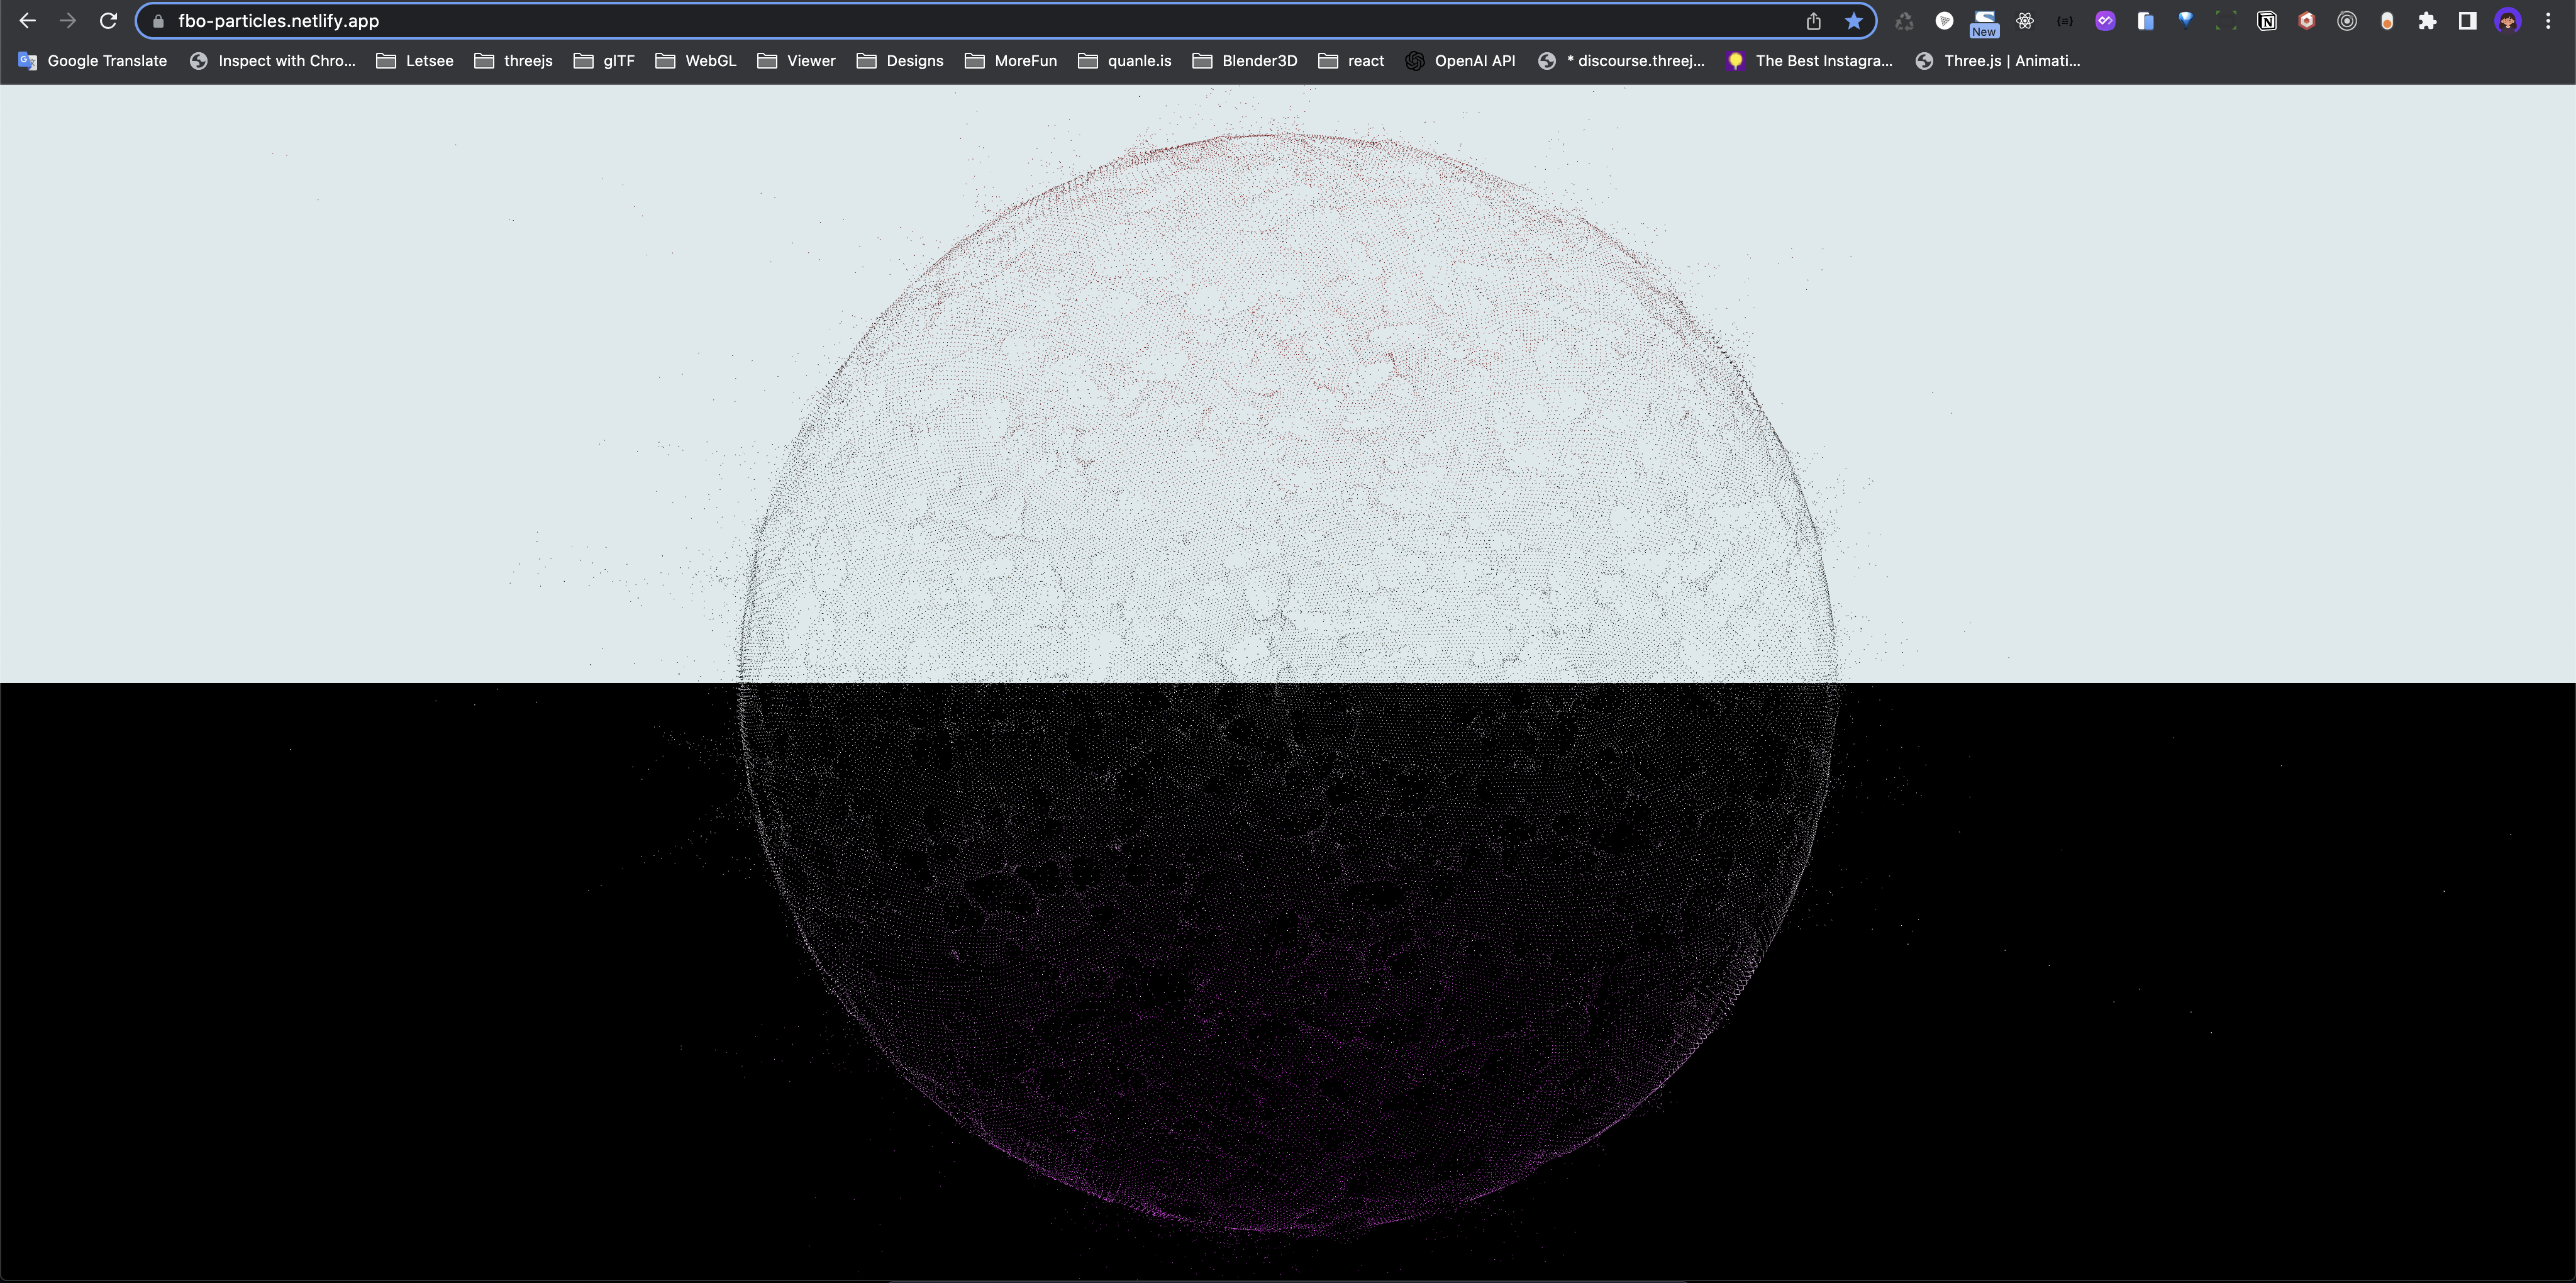 fbo-particles.netlify.app
New
Google Translate Inspect with Chro... Letsee threejs glTF WebGL Viewer Designs MoreFun quanle.is Blender3D react OpenAI API * discourse.threej... The Best Instagra... Three.js | Animati...